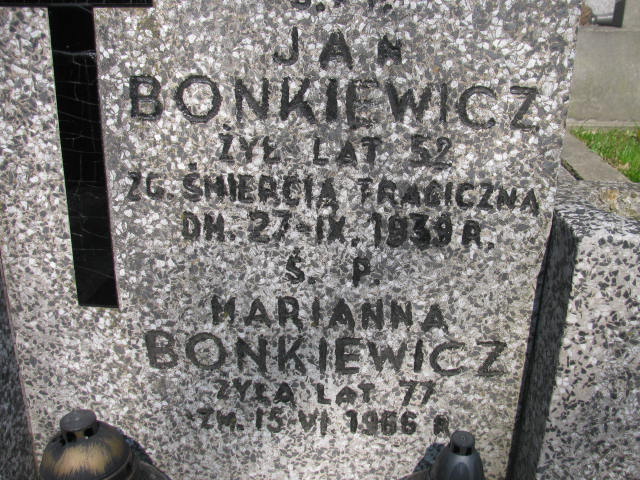 Ś. P.
JAN
BONKIEWICZ
ŻYŁ LAT 52
ZG. ŚMIERCIĄ TRAGICZNĄ
DN. 27-IX. 1939 R.
Ś. P.
MARIANNA
BONKIEWICZ
ŻYŁA LAT 77
ZM. 15-VI 1966 R